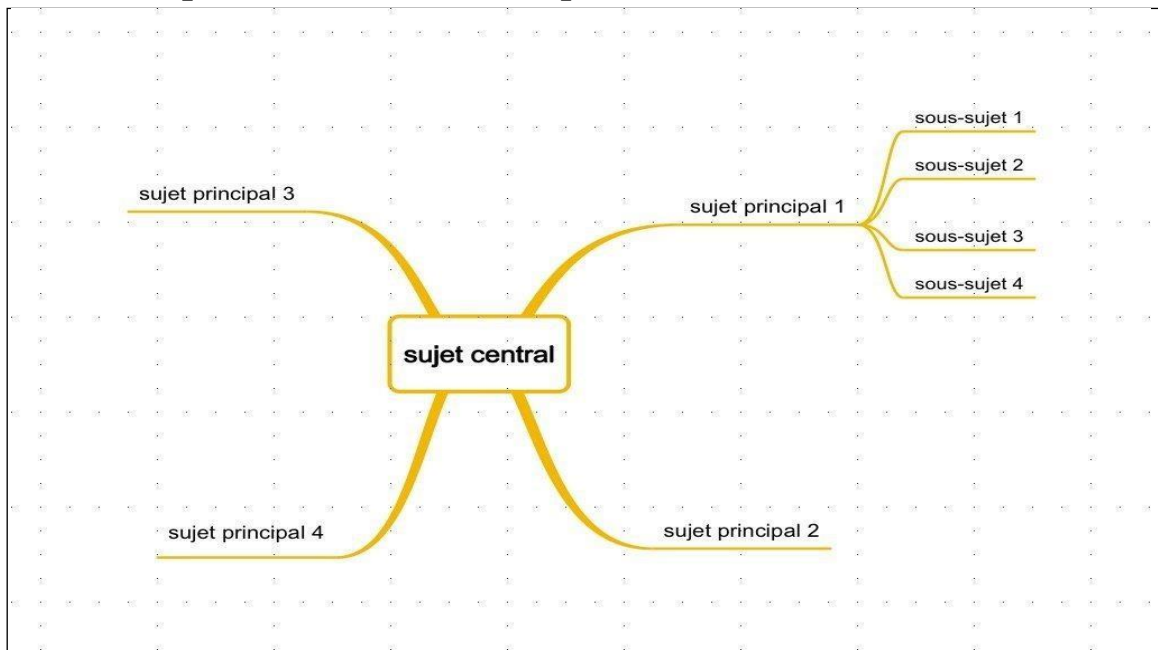 sous-sujet 1
sous-sujet 2
sujet principal 3
sujet principal 1
sous-sujet 3
sous-sujet 4
sujet central
sujet principal 4
sujet principal 2